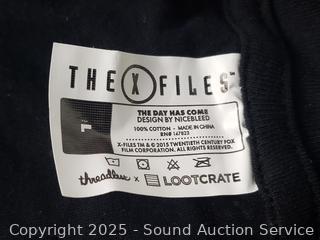 THE X FILES™
THE DAY HAS COME
DESIGN BY NICEBLEED
L
100% COTTON - MADE IN CHINA
RN# 147823
X-FILES TM & © 2015 TWENTIETH CENTURY FOX
FILM CORPORATION. ALL RIGHTS RESERVED.
threadless x LOOTCRATE
Copyright 2025 - Sound Auction Service